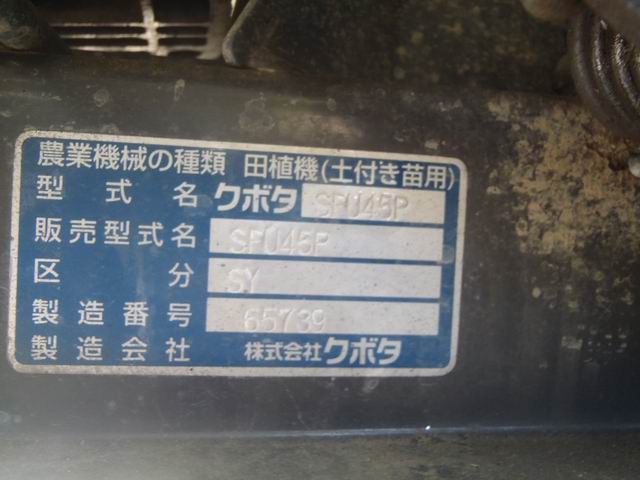 農業機械の種類 田植機(土付き苗用)
型式名 クボタ SPU45P
販売型式名 SPU45P
区分 SY
製造番号 65739
製造会社 株式会社クボタ